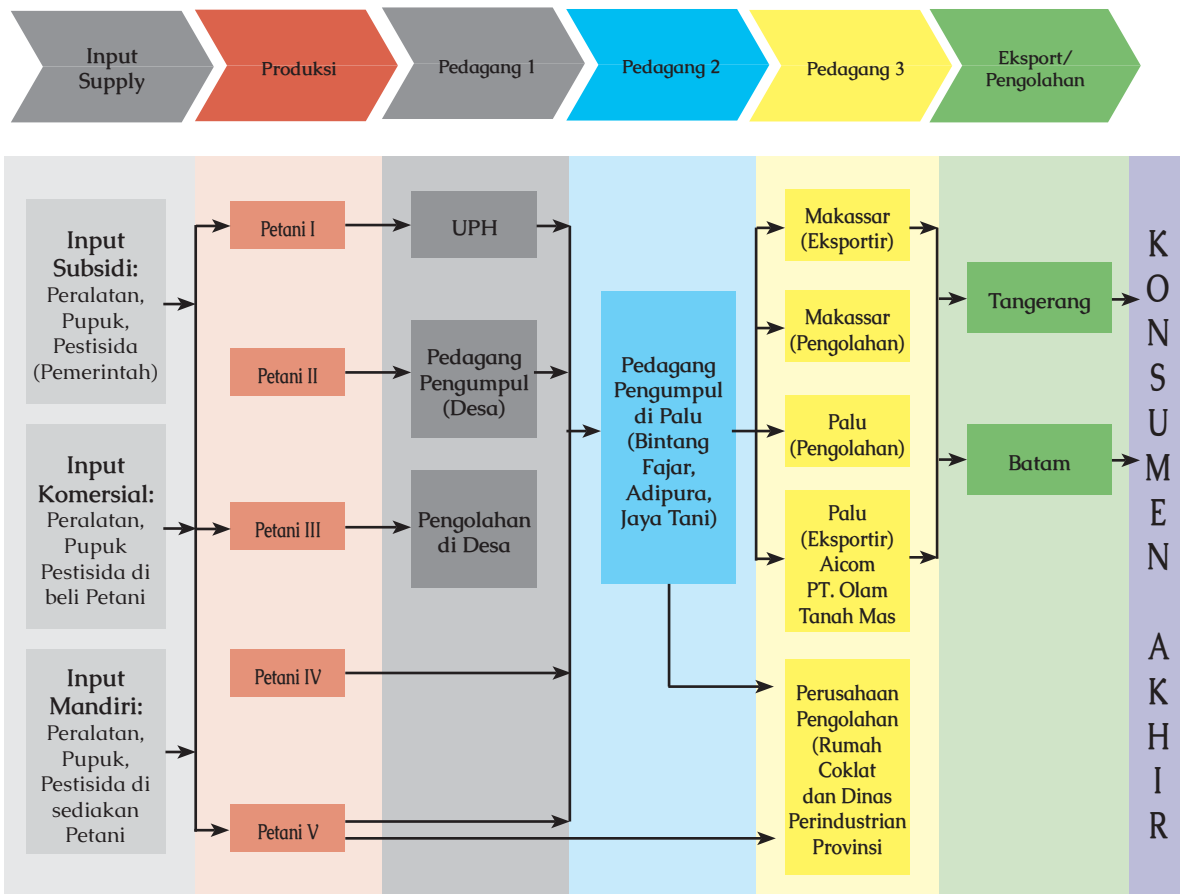 Input
Supply
Produksi
Pedagang 1
Pedagang 2
Pedagang 3
Eksport/
Pengolahan
Input
Subsidi:
Peralatan,
Pupuk,
Pestisida
(Pemerintah)
Input
Komersial:
Peralatan,
Pupuk
Pestisida di
beli Petani
Input
Mandiri:
Peralatan,
Pupuk,
Pestisida di
sediakan
Petani
Petani I
Petani II
Petani III
Petani IV
Petani V
UPH
Pedagang
Pengumpul
(Desa)
Pengolahan
di Desa
Pedagang
Pengumpul
di Palu
(Bintang
Fajar,
Adipura,
Jaya Tani)
Makassar
(Eksportir)
Makassar
(Pengolahan)
Palu
(Pengolahan)
Palu
(Eksportir)
Aicom
PT. Olam
Tanah Mas
Perusahaan
Pengolahan
(Rumah
Coklat
dan Dinas
Perindustrian
Provinsi
Tangerang
Batam
KONSUMEN AKHIR